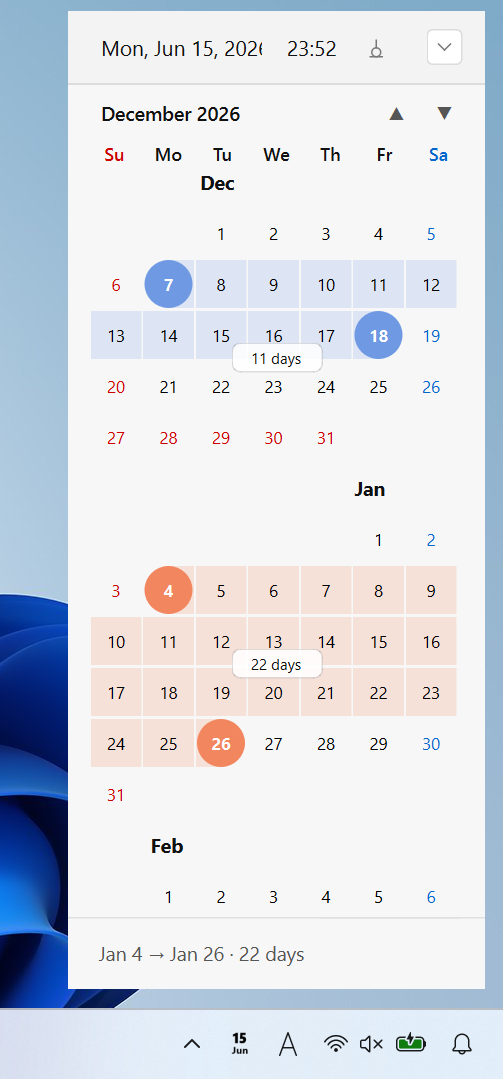 Mon, Jun 15, 2026 23:52
December 2026
Su Mo Tu We Th Fr Sa
Dec
1 2 3 4 5
6 7 8 9 10 11 12
13 14 15 16 17 18 19
11 days
20 21 22 23 24 25 26
27 28 29 30 31
Jan
1 2
3 4 5 6 7 8 9
10 11 12 13 14 15 16
22 days
17 18 19 20 21 22 23
24 25 26 27 28 29 30
31
Feb
1 2 3 4 5 6
Jan 4 → Jan 26 · 22 days
15
Jun
A